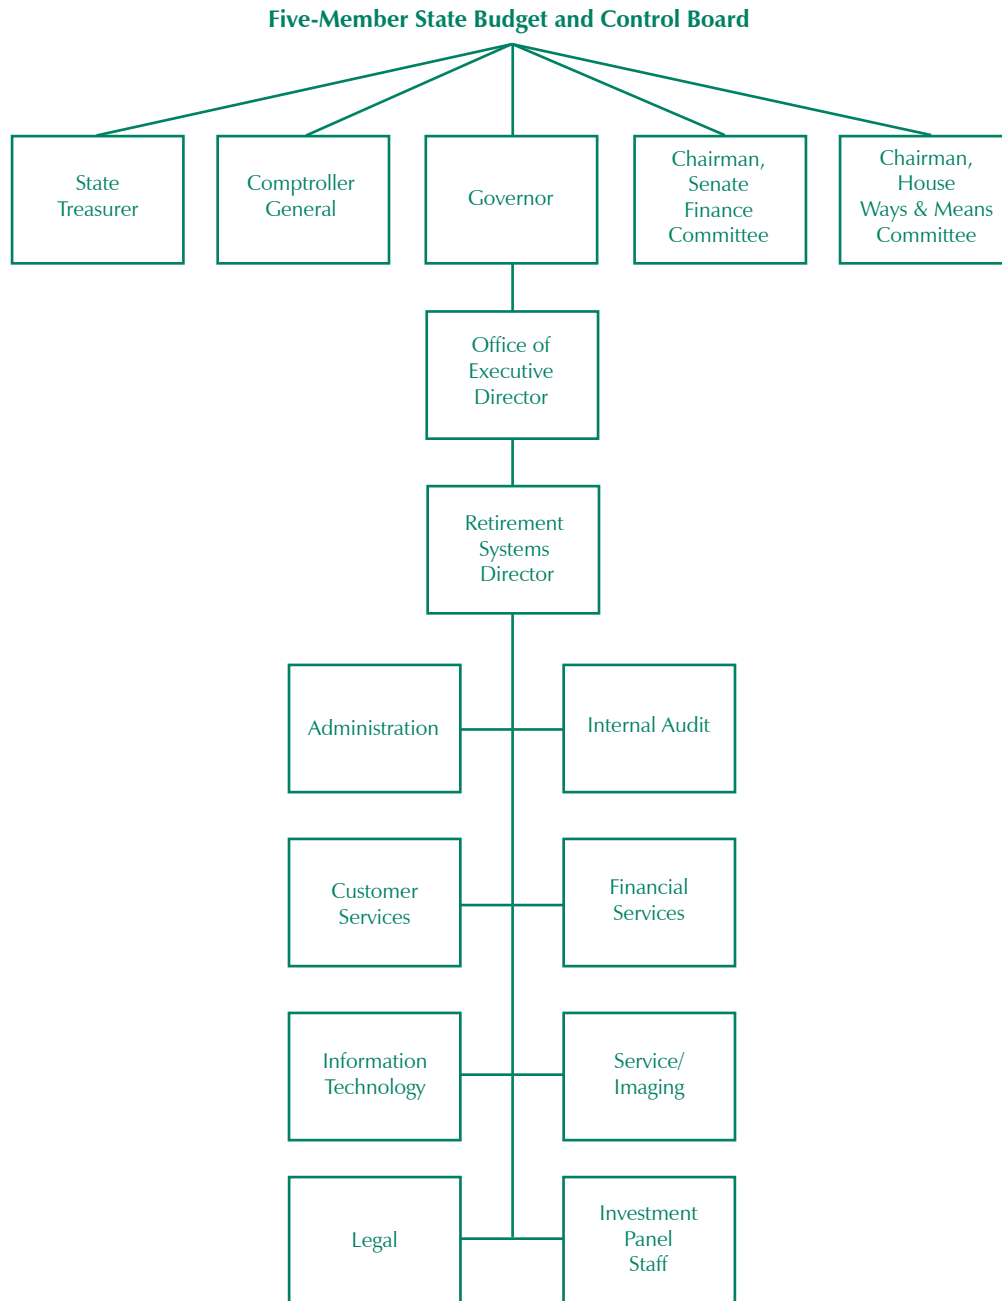 Five-Member State Budget and Control Board
State
Treasurer
Comptroller
General
Governor
Chairman,
Senate
Finance
Committee
Chairman,
House
Ways & Means
Committee
Office of
Executive
Director
Retirement
Systems
Director
Administration
Internal Audit
Customer
Services
Financial
Services
Information
Technology
Service/
Imaging
Legal
Investment
Panel
Staff